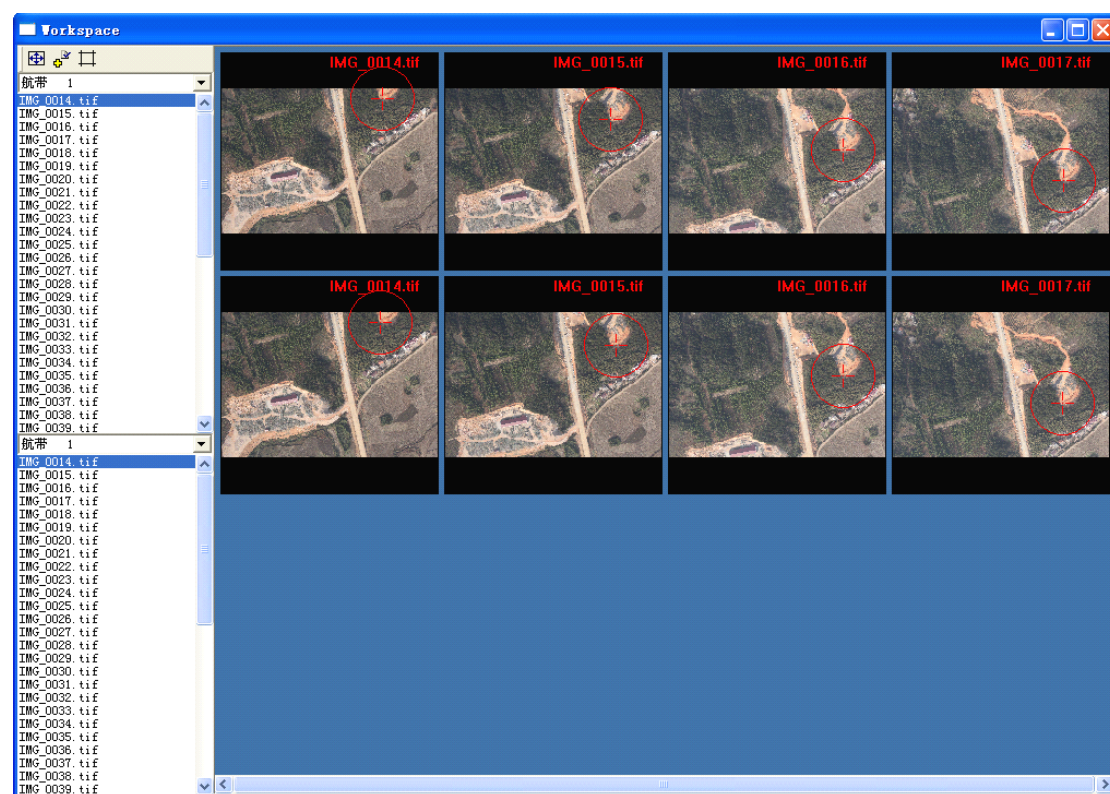 Workspace
航带 1
IMG_0014.tif
IMG_0015.tif
IMG_0016.tif
IMG_0017.tif
IMG_0018.tif
IMG_0019.tif
IMG_0020.tif
IMG_0021.tif
IMG_0022.tif
IMG_0023.tif
IMG_0024.tif
IMG_0025.tif
IMG_0026.tif
IMG_0027.tif
IMG_0028.tif
IMG_0029.tif
IMG_0030.tif
IMG_0031.tif
IMG_0032.tif
IMG_0033.tif
IMG_0034.tif
IMG_0035.tif
IMG_0036.tif
IMG_0037.tif
IMG_0038.tif
IMG_0039.tif
航带 1
IMG_0014.tif
IMG_0015.tif
IMG_0016.tif
IMG_0017.tif
IMG_0018.tif
IMG_0019.tif
IMG_0020.tif
IMG_0021.tif
IMG_0022.tif
IMG_0023.tif
IMG_0024.tif
IMG_0025.tif
IMG_0026.tif
IMG_0027.tif
IMG_0028.tif
IMG_0029.tif
IMG_0030.tif
IMG_0031.tif
IMG_0032.tif
IMG_0033.tif
IMG_0034.tif
IMG_0035.tif
IMG_0036.tif
IMG_0037.tif
IMG_0038.tif
IMG_0039.tif
IMG_0014.tif IMG_0015.tif IMG_0016.tif IMG_0017.tif
IMG_0014.tif IMG_0015.tif IMG_0016.tif IMG_0017.tif